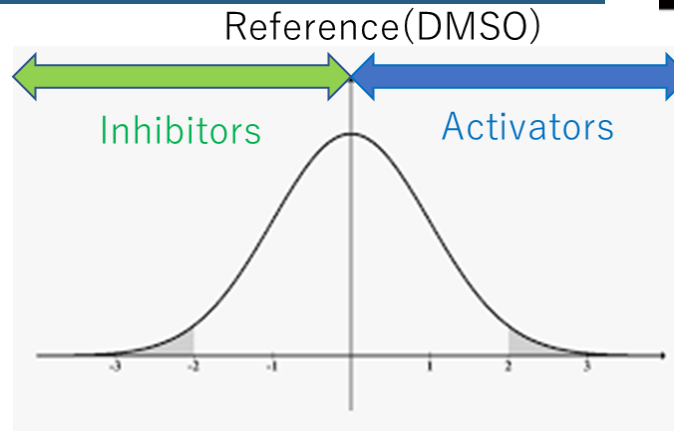 Reference(DMSO)
Inhibitors
Activators
-3 -2 -1 1 2 3